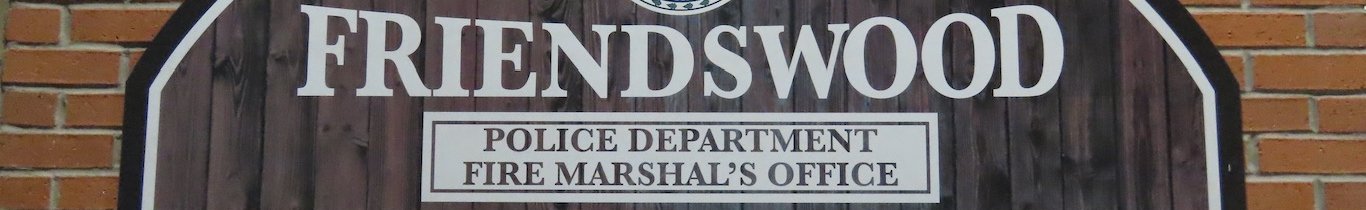 FRIENDSWOOD
POLICE DEPARTMENT
FIRE MARSHAL'S OFFICE